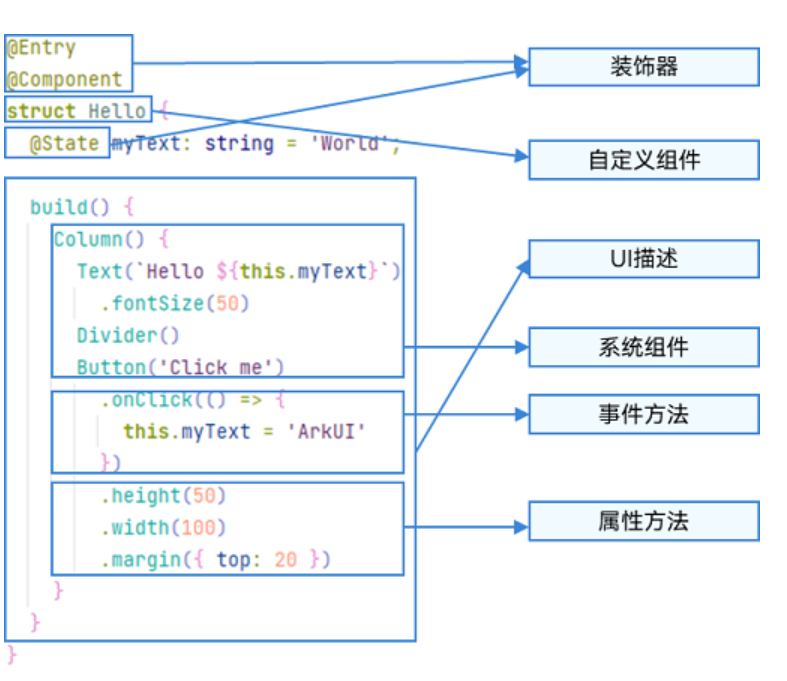 @Entry
@Component
struct Hello {
@State myText: string = 'World';
build() {
Column() {
Text(`Hello ${this.myText}`)
.fontSize(50)
Divider()
Button('Click me')
.onClick(() => {
this.myText = 'ArkUI'
})
.height(50)
.width(100)
.margin({ top: 20 })
}
}
}
装饰器
自定义组件
UI描述
系统组件
事件方法
属性方法